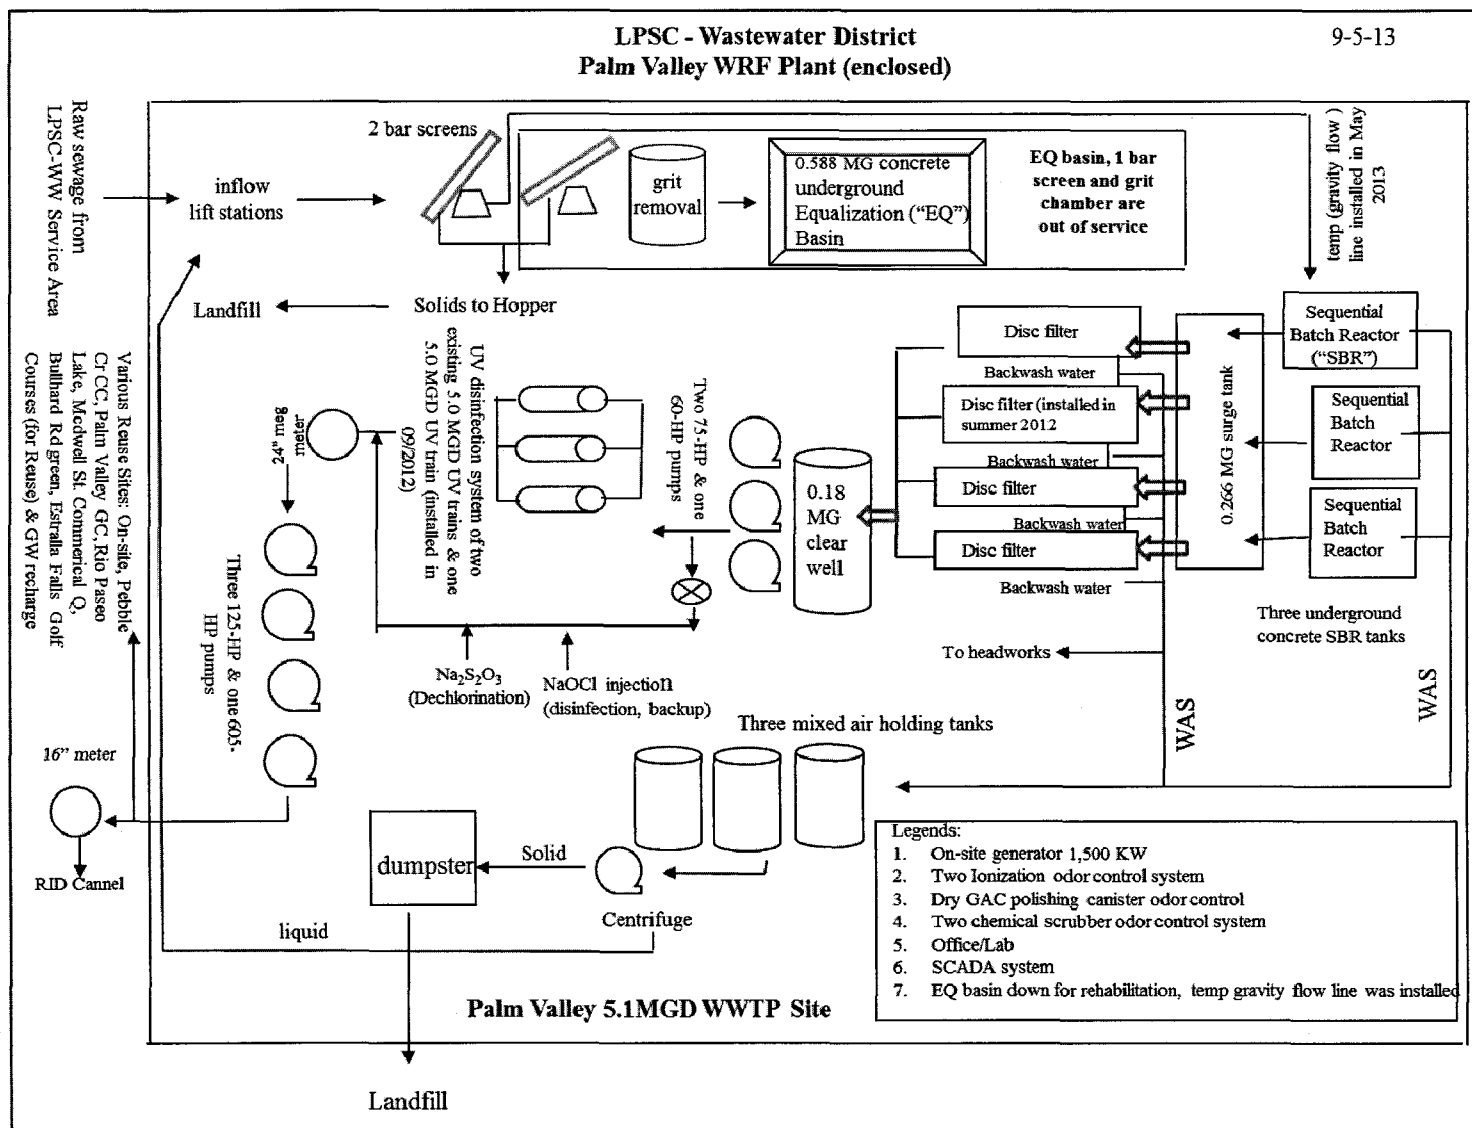 LPSC - Wastewater District
Palm Valley WRF Plant (enclosed)
9-5-13
Raw sewage from
LPSC-WW Service Area
inflow
lift stations
2 bar screens
grit
removal
0.588 MG concrete
underground
Equalization ("EQ")
Basin
EQ basin, 1 bar
screen and grit
chamber are
out of service
temp (gravity flow )
line installed in May
2013
Solids to Hopper
Landfill
Sequential
Batch Reactor
("SBR")
Sequential
Batch
Reactor
Sequential
Batch
Reactor
Three underground
concrete SBR tanks
0.266 MG surge tank
Disc filter
Backwash water
Disc filter (installed in
summer 2012
Backwash water
Disc filter
Backwash water
Disc filter
Backwash water
To headworks
WAS
WAS
0.18
MG
clear
well
Two 75-HP & one
60-HP pumps
UV disinfection system of two
existing 5.0 MGD UV trains & one
5.0 MGD UV train (installed in
09/2012)
24" meg
meter
Na2S2O3
(Dechlorination)
NaOCl injection
(disinfection, backup)
Three 125-HP & one 605-
HP pumps
Various Reuse Sites: On-site, Pebble
Cr CC, Palm Valley GC, Rio Paseo
Lake, Mcdwell St. Commerical Q,
Bullhard Rd green, Estralla Falls Golf
Courses (for Reuse) & GW recharge
16" meter
RID Cannel
Three mixed air holding tanks
dumpster
Solid
Centrifuge
liquid
Landfill
Palm Valley 5.1MGD WWTP Site
Legends:
1. On-site generator 1,500 KW
2. Two Ionization odor control system
3. Dry GAC polishing canister odor control
4. Two chemical scrubber odor control system
5. Office/Lab
6. SCADA system
7. EQ basin down for rehabilitation, temp gravity flow line was installed